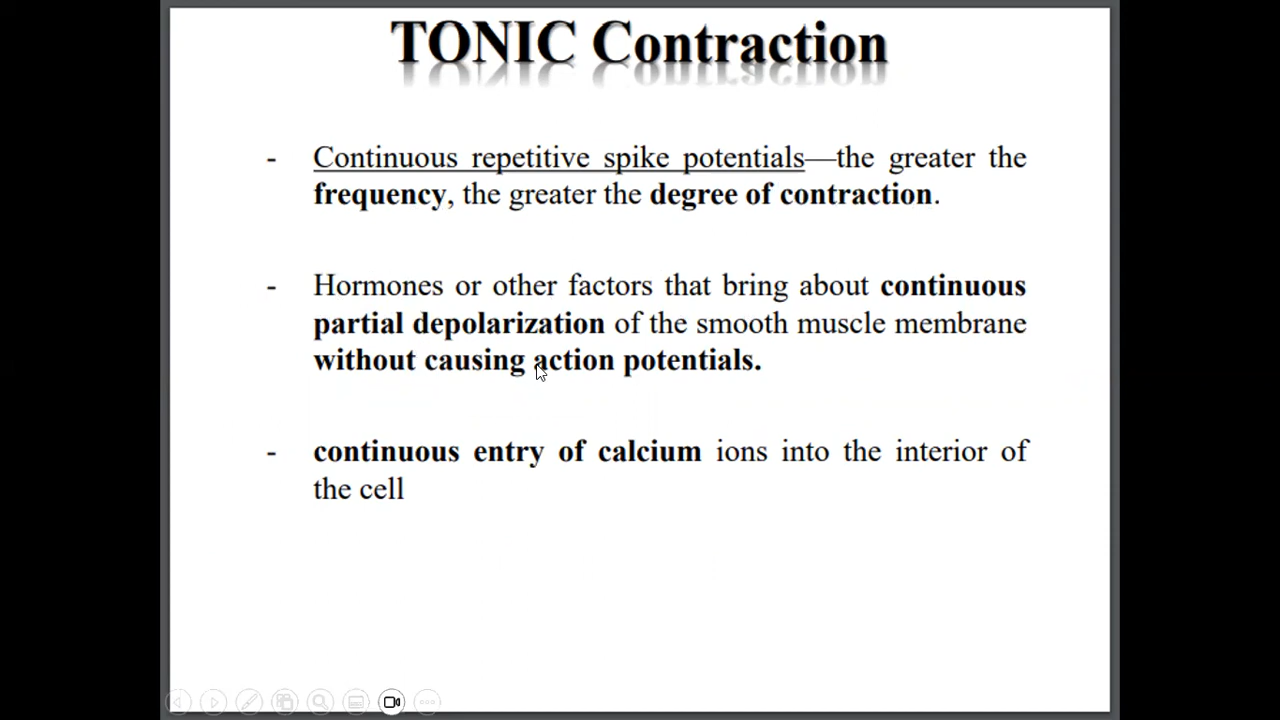 TONIC Contraction
- Continuous repetitive spike potentials—the greater the
frequency, the greater the degree of contraction.
- Hormones or other factors that bring about continuous
partial depolarization of the smooth muscle membrane
without causing action potentials.
- continuous entry of calcium ions into the interior of
the cell